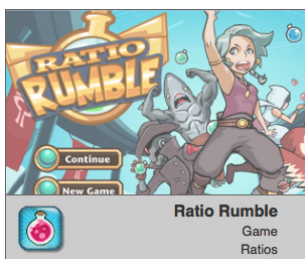 RATIO
RUMBLE
Continue
New Game
Ratio Rumble
Game
Ratios